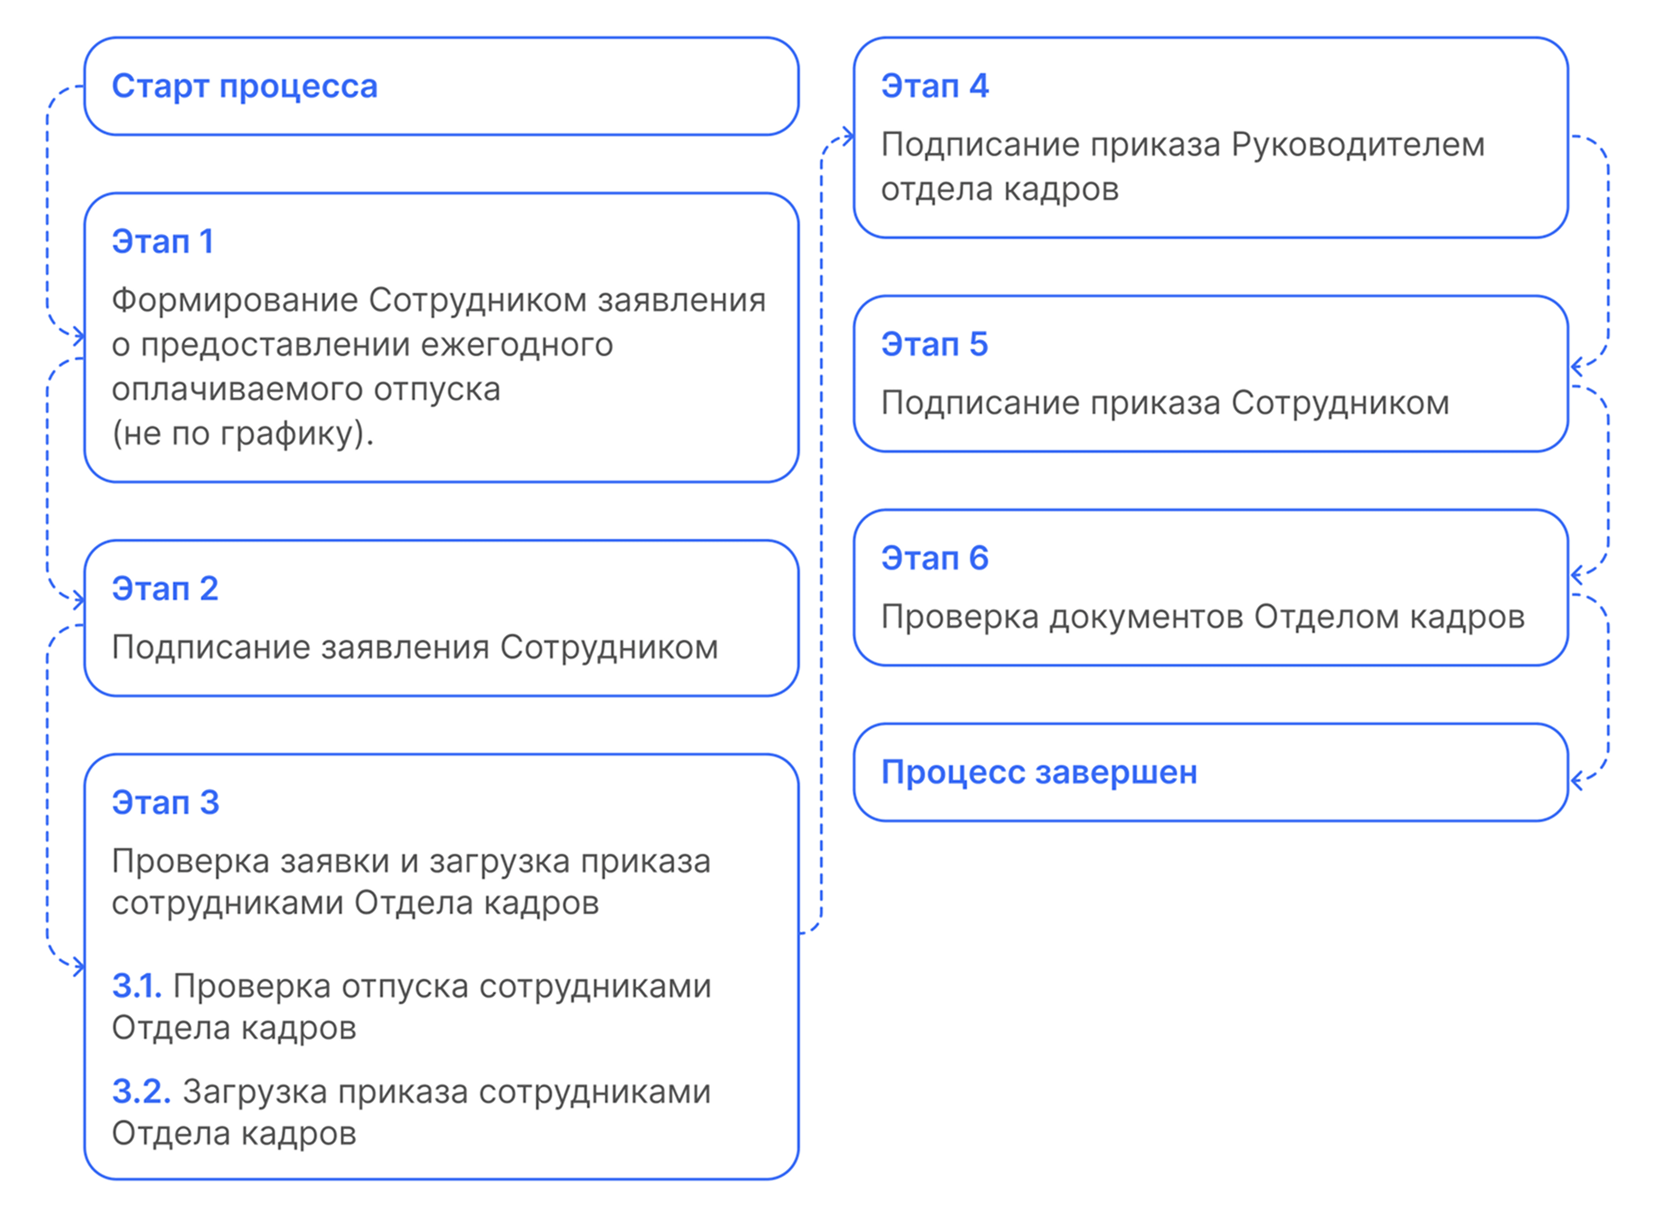 Старт процесса
Этап 1
Формирование Сотрудником заявления
о предоставлении ежегодного
оплачиваемого отпуска
(не по графику).
Этап 2
Подписание заявления Сотрудником
Этап 3
Проверка заявки и загрузка приказа
сотрудниками Отдела кадров
3.1. Проверка отпуска сотрудниками
Отдела кадров
3.2. Загрузка приказа сотрудниками
Отдела кадров
Этап 4
Подписание приказа Руководителем
отдела кадров
Этап 5
Подписание приказа Сотрудником
Этап 6
Проверка документов Отделом кадров
Процесс завершен